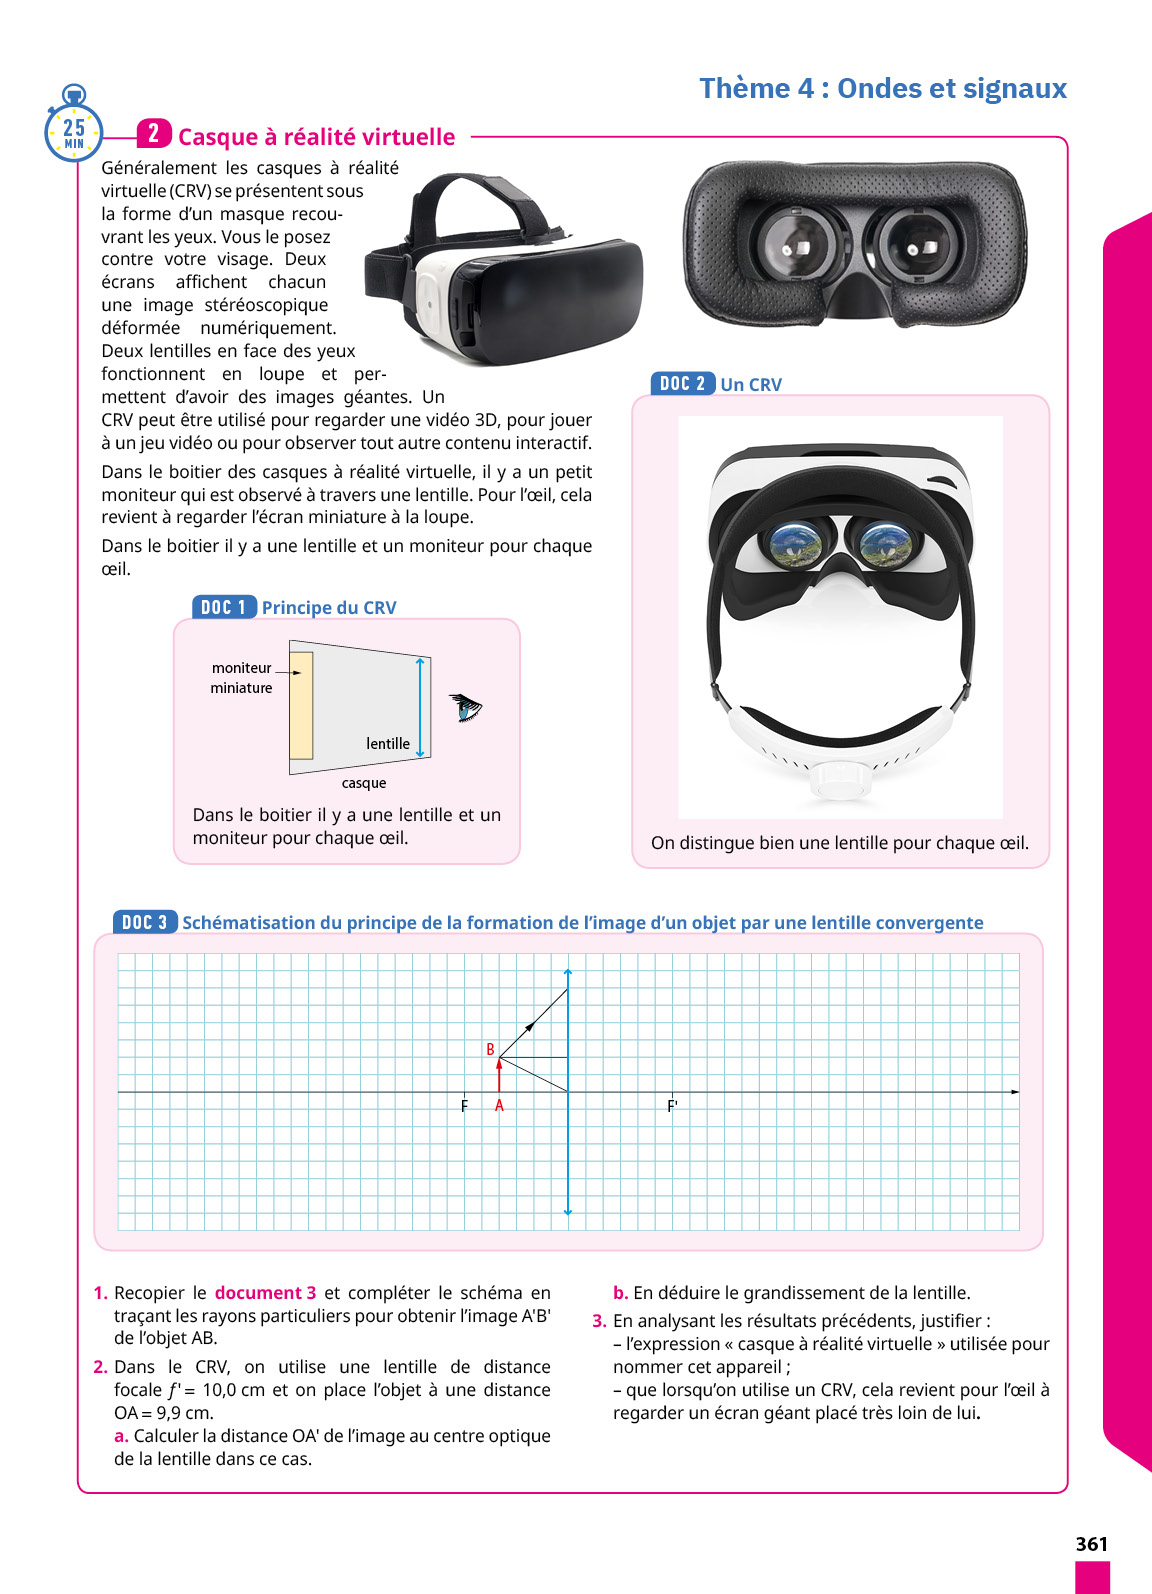 Thème 4 : Ondes et signaux
25
MIN
2 Casque à réalité virtuelle
Généralement les casques à réalité
virtuelle (CRV) se présentent sous
la forme d’un masque recou-
vrant les yeux. Vous le posez
contre votre visage. Deux
écrans affichent chacun
une image stéréoscopique
déformée numériquement.
Deux lentilles en face des yeux
fonctionnent en loupe et per-
mettent d’avoir des images géantes. Un
CRV peut être utilisé pour regarder une vidéo 3D, pour jouer
à un jeu vidéo ou pour observer tout autre contenu interactif.
Dans le boitier des casques à réalité virtuelle, il y a un petit
moniteur qui est observé à travers une lentille. Pour l’œil, cela
revient à regarder l’écran miniature à la loupe.
Dans le boitier il y a une lentille et un moniteur pour chaque
œil.
DOC 1 Principe du CRV
moniteur
miniature
lentille
casque
Dans le boitier il y a une lentille et un
moniteur pour chaque œil.
DOC 2 Un CRV
On distingue bien une lentille pour chaque œil.
DOC 3 Schématisation du principe de la formation de l’image d’un objet par une lentille convergente
B
F A F'
1. Recopier le document 3 et compléter le schéma en
traçant les rayons particuliers pour obtenir l’image A'B'
de l’objet AB.
2. Dans le CRV, on utilise une lentille de distance
focale f' = 10,0 cm et on place l’objet à une distance
OA = 9,9 cm.
a. Calculer la distance OA' de l’image au centre optique
de la lentille dans ce cas.
b. En déduire le grandissement de la lentille.
3. En analysant les résultats précédents, justifier :
– l’expression « casque à réalité virtuelle » utilisée pour
nommer cet appareil ;
– que lorsqu’on utilise un CRV, cela revient pour l’œil à
regarder un écran géant placé très loin de lui.
361